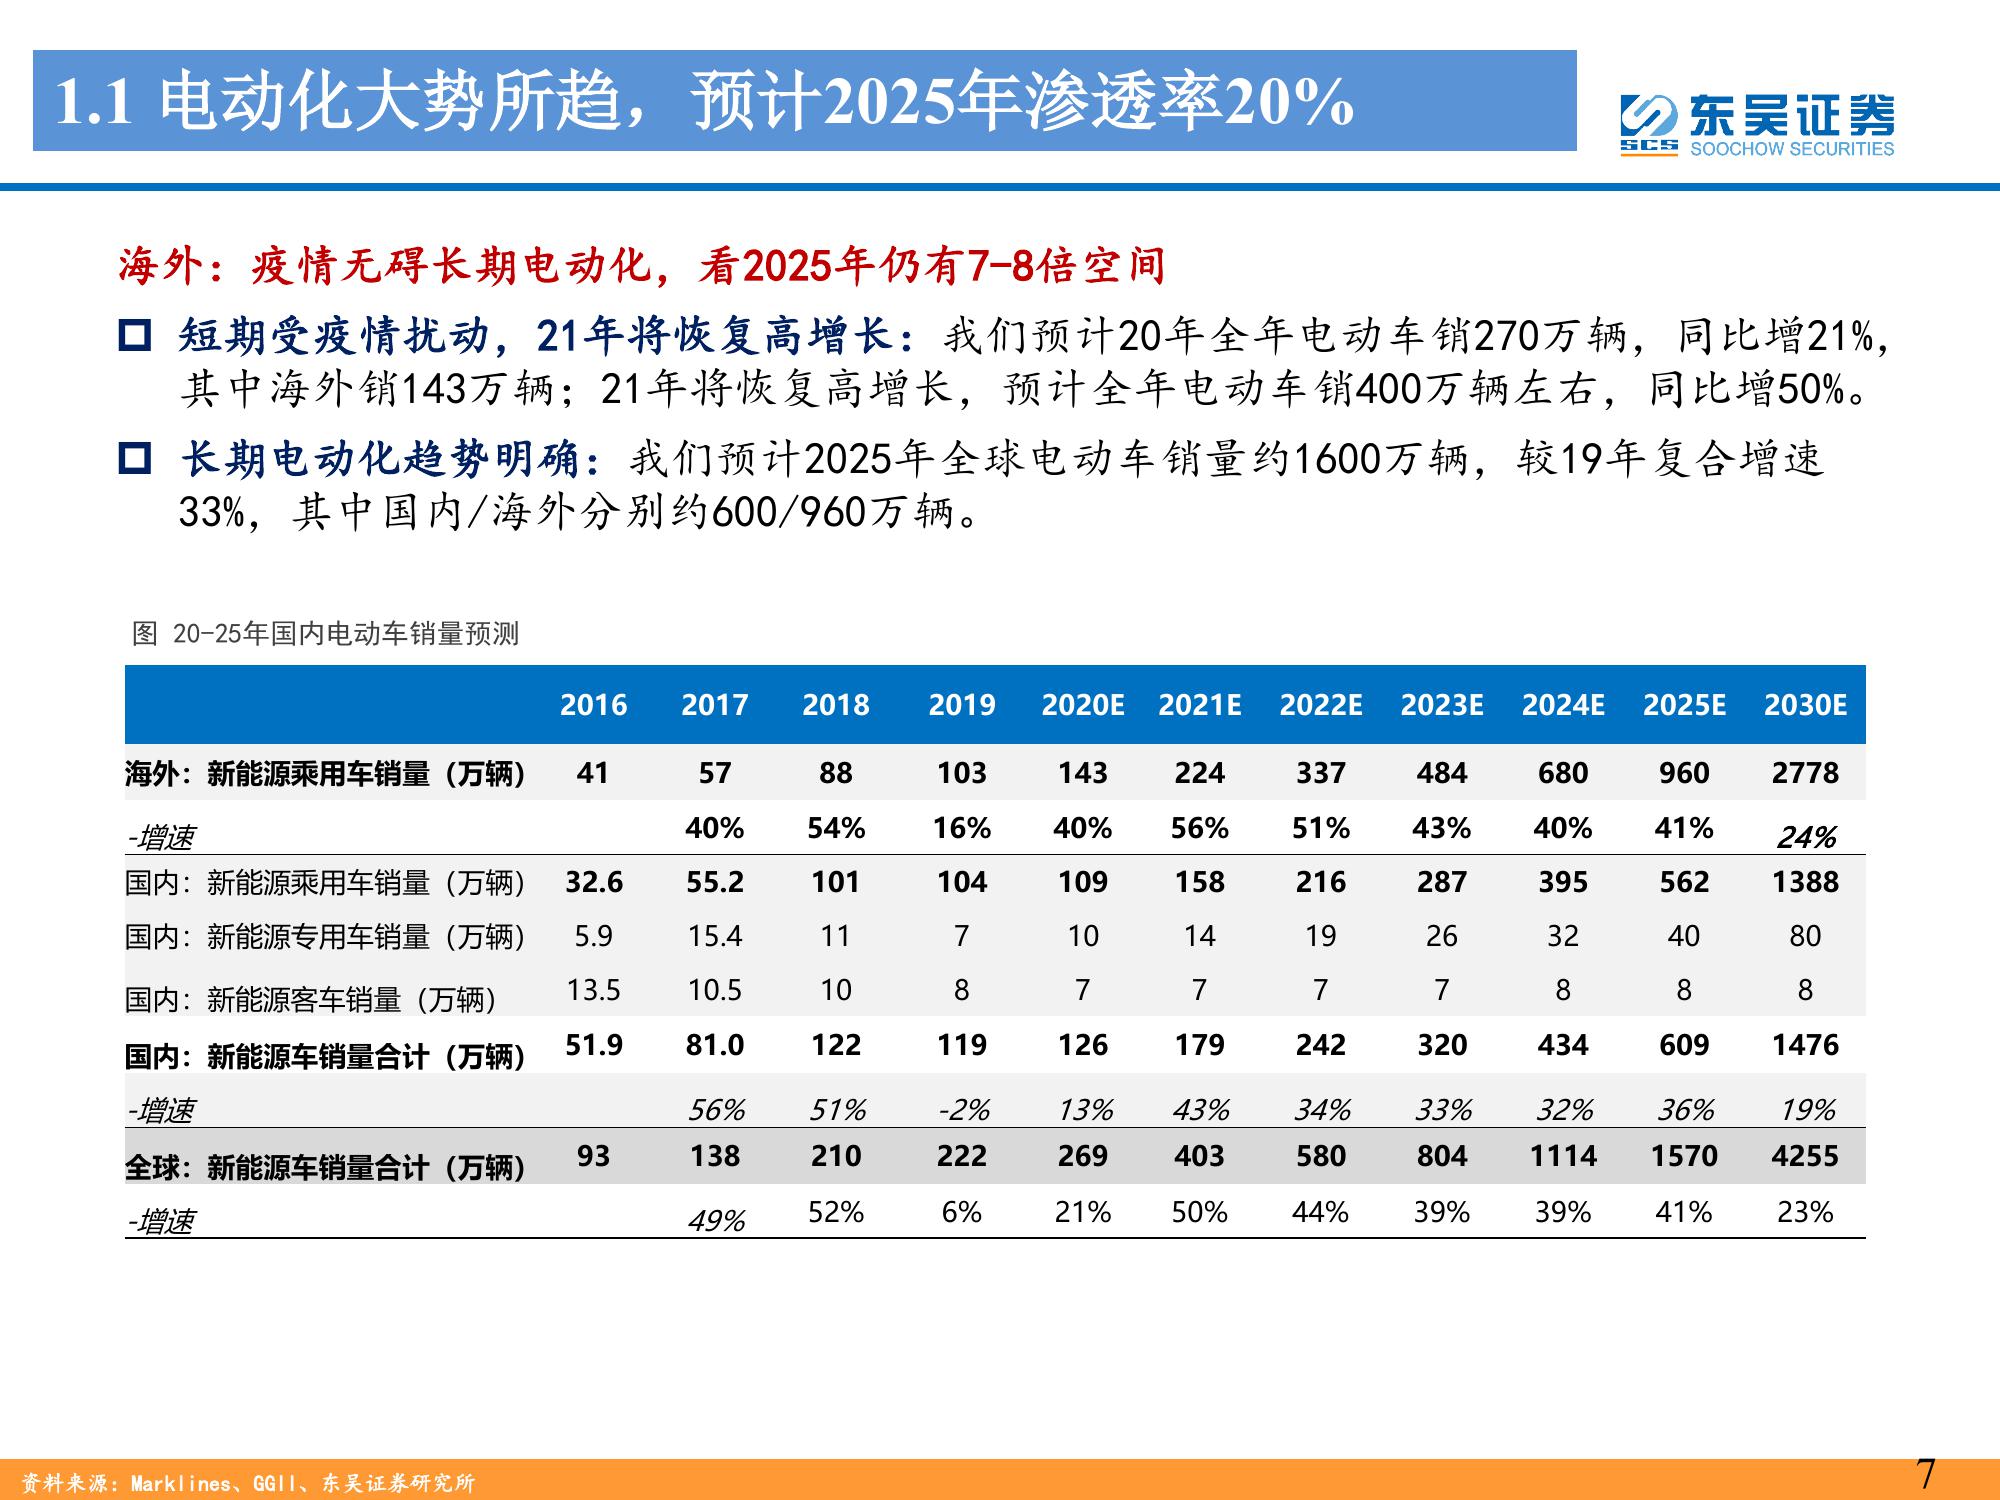 1.1 电动化大势所趋，预计2025年渗透率20%
东吴证券
SCS SOOCHOW SECURITIES
海外：疫情无碍长期电动化，看2025年仍有7-8倍空间
短期受疫情扰动，21年将恢复高增长：我们预计20年全年电动车销270万辆，同比增21%，
其中海外销143万辆；21年将恢复高增长，预计全年电动车销400万辆左右，同比增50%。
长期电动化趋势明确：我们预计2025年全球电动车销量约1600万辆，较19年复合增速
33%，其中国内/海外分别约600/960万辆。
图 20-25年国内电动车销量预测
2016 2017 2018 2019 2020E 2021E 2022E 2023E 2024E 2025E 2030E
海外：新能源乘用车销量（万辆） 41 57 88 103 143 224 337 484 680 960 2778
-增速 40% 54% 16% 40% 56% 51% 43% 40% 41% 24%
国内：新能源乘用车销量（万辆） 32.6 55.2 101 104 109 158 216 287 395 562 1388
国内：新能源专用车销量（万辆） 5.9 15.4 11 7 10 14 19 26 32 40 80
国内：新能源客车销量（万辆） 13.5 10.5 10 8 7 7 7 7 8 8 8
国内：新能源车销量合计（万辆） 51.9 81.0 122 119 126 179 242 320 434 609 1476
-增速 56% 51% -2% 13% 43% 34% 33% 32% 36% 19%
全球：新能源车销量合计（万辆） 93 138 210 222 269 403 580 804 1114 1570 4255
-增速 49% 52% 6% 21% 50% 44% 39% 39% 41% 23%
资料来源：Marklines、GGII、东吴证券研究所
7